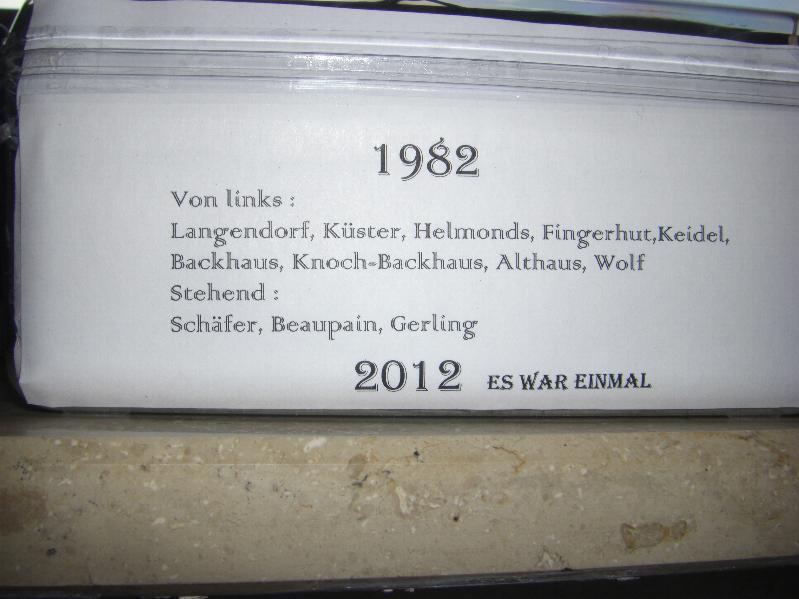 1982
Von links :
Langendorf, Küster, Helmonds, Fingerhut,Keidel,
Backhaus, Knoch-Backhaus, Althaus, Wolf
Stehend :
Schäfer, Beaupain, Gerling
2012 ES WAR EINMAL